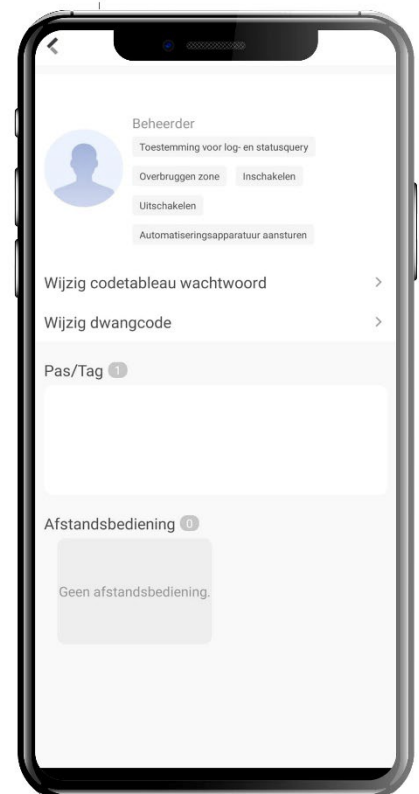 Beheerder
Toestemming voor log- en statusquery
Overbruggen zone Inschakelen
Uitschakelen
Automatiseringsapparatuur aansturen
Wijzig codetableau wachtwoord
Wijzig dwangcode
Pas/Tag 1
Afstandsbediening 0
Geen afstandsbediening.